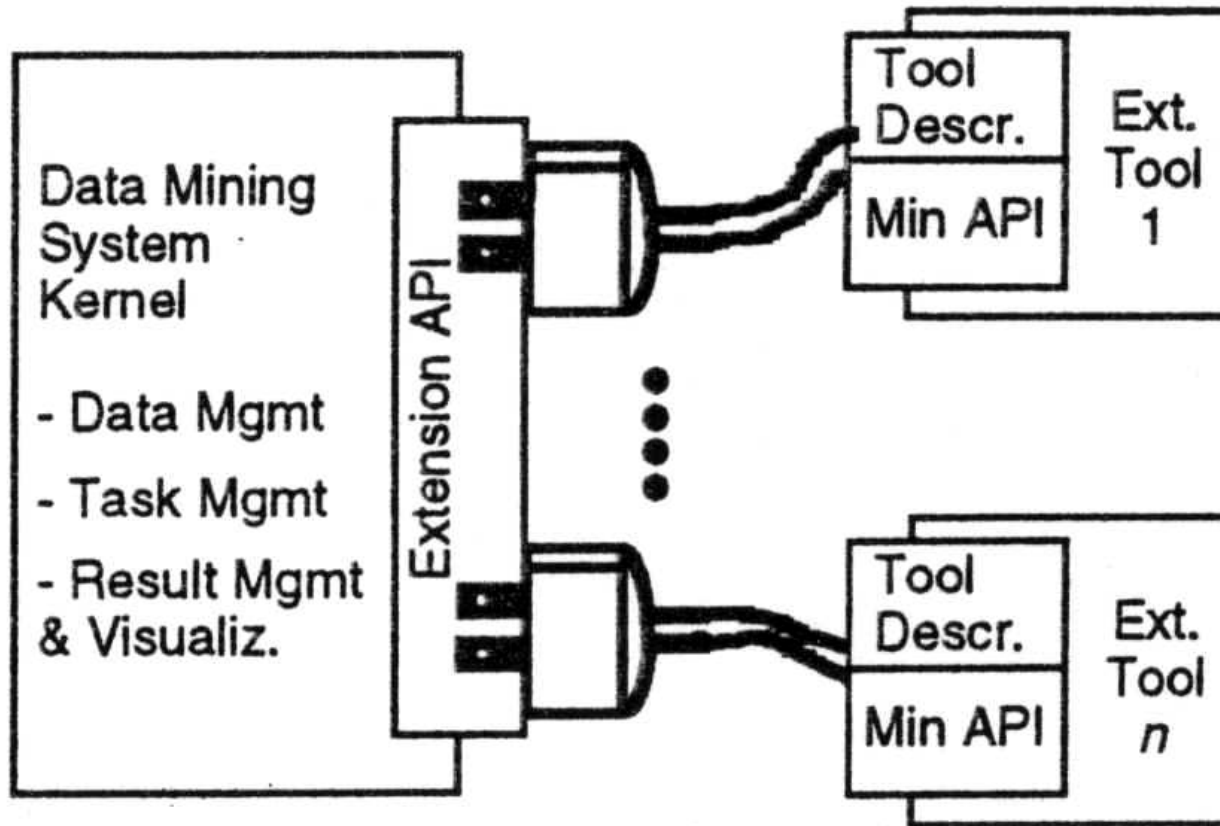 Data Mining
System
Kernel
- Data Mgmt
- Task Mgmt
- Result Mgmt
& Visualiz.
Extension API
Tool
Descr.
Min API
Ext.
Tool
1
Tool
Descr.
Min API
Ext.
Tool
n